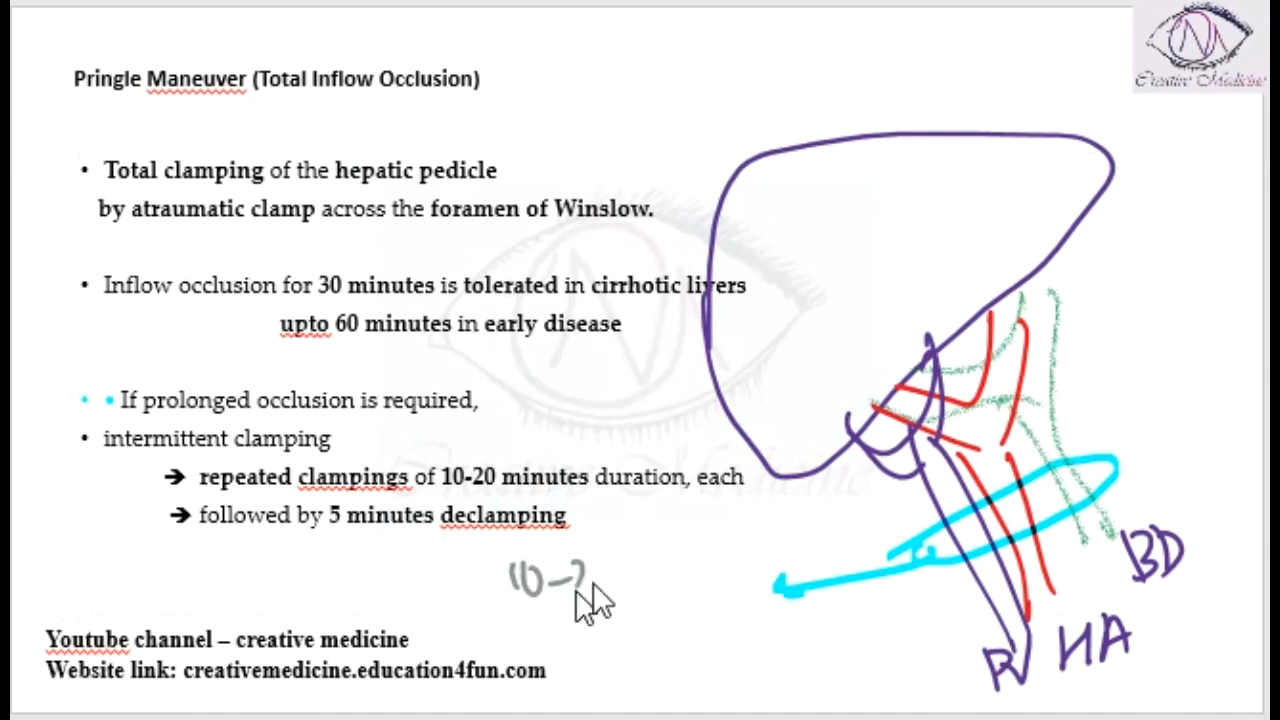 Creative Medicine
Pringle Maneuver (Total Inflow Occlusion)
• Total clamping of the hepatic pedicle
by atraumatic clamp across the foramen of Winslow.
• Inflow occlusion for 30 minutes is tolerated in cirrhotic livers
upto 60 minutes in early disease
• • If prolonged occlusion is required,
• intermittent clamping
➔ repeated clampings of 10-20 minutes duration, each
➔ followed by 5 minutes declamping
10-
BD
HA
PV
Youtube channel – creative medicine
Website link: creativemedicine.education4fun.com